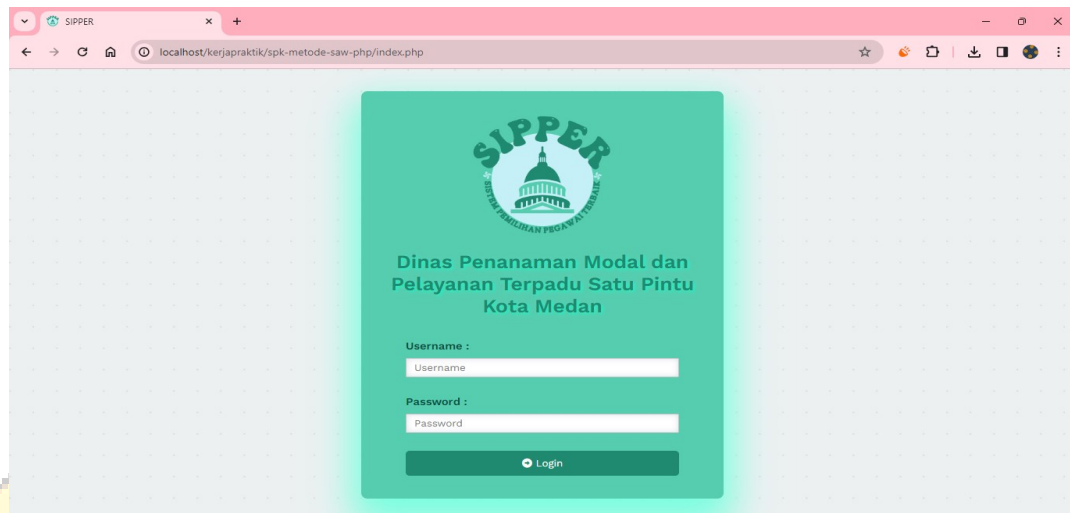 SIPPER
localhost/kerjapraktik/spk-metode-saw-php/index.php
SIPPER
SISTEM PEMILIHAN PEGAWAI TERBAIK
Dinas Penanaman Modal dan
Pelayanan Terpadu Satu Pintu
Kota Medan
Username :
Username
Password :
Password
Login